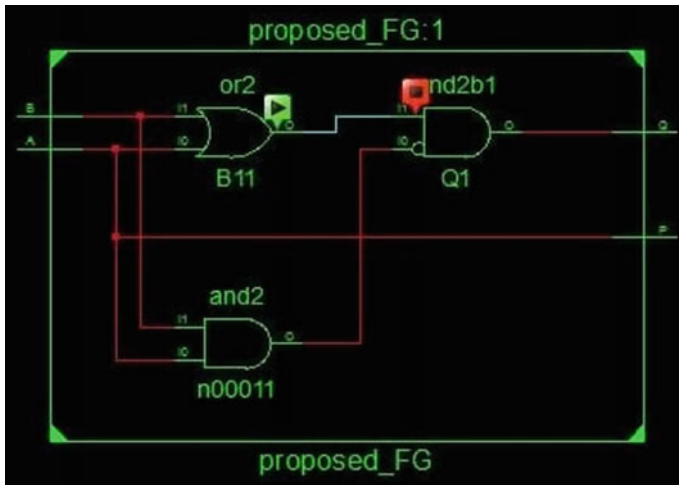 proposed_FG:1
or2
nd2b1
B
I1
O
I1
O
Q
A
I0
I0
B11
Q1
P
and2
I1
O
I0
n00011
proposed_FG